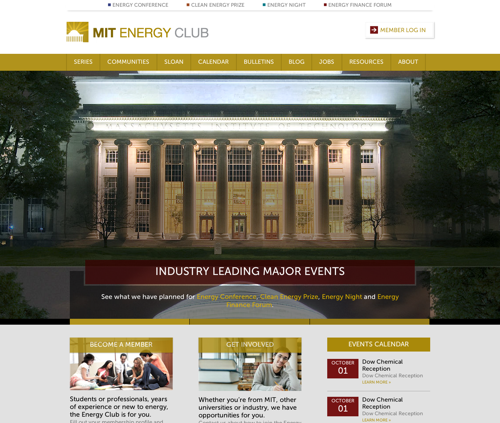 ENERGY CONFERENCE CLEAN ENERGY PRIZE ENERGY NIGHT ENERGY FINANCE FORUM
MIT ENERGY CLUB
MEMBER LOG IN
SERIES COMMUNITIES SLOAN CALENDAR BULLETINS BLOG JOBS RESOURCES ABOUT
INDUSTRY LEADING MAJOR EVENTS
See what we have planned for Energy Conference, Clean Energy Prize, Energy Night and Energy
Finance Forum.
BECOME A MEMBER
Students or professionals, years
of experience or new to energy,
the Energy Club is for you.
Fill out your membership profile and
GET INVOLVED
Whether you're from MIT, other
universities or industry, we have
opportunities for you.
Contact us about how to join the Energy
EVENTS CALENDAR
OCTOBER
01
Dow Chemical
Reception
Dow Chemical Reception
LEARN MORE »
OCTOBER
01
Dow Chemical
Reception
Dow Chemical Reception
LEARN MORE »